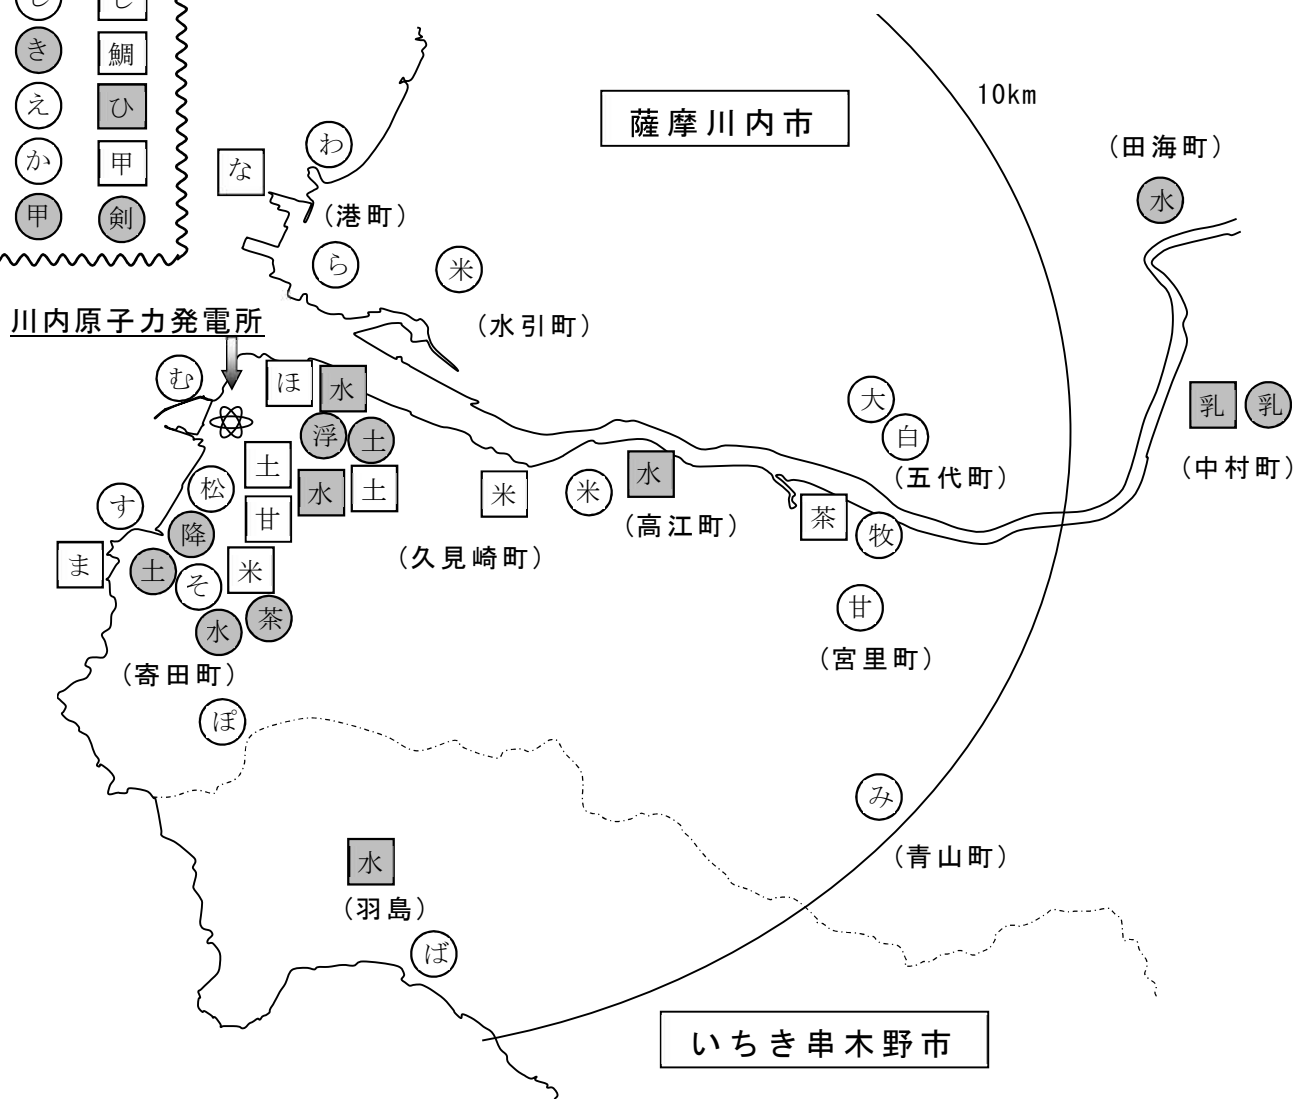 し じ
き 鯛
え ひ
か 甲
甲 剣
10km
薩摩川内市
(田海町)
水
わ
な
(港町)
ら
米
(水引町)
川内原子力発電所
む
ほ
水
浮
土
大
白
(五代町)
乳
乳
(中村町)
土
松
水
土
米
米
水
(高江町)
す
甘
茶
牧
降
(久見崎町)
ま
土
そ
米
甘
水
茶
(宮里町)
(寄田町)
ぽ
み
(青山町)
水
(羽島)
ば
いちき串木野市